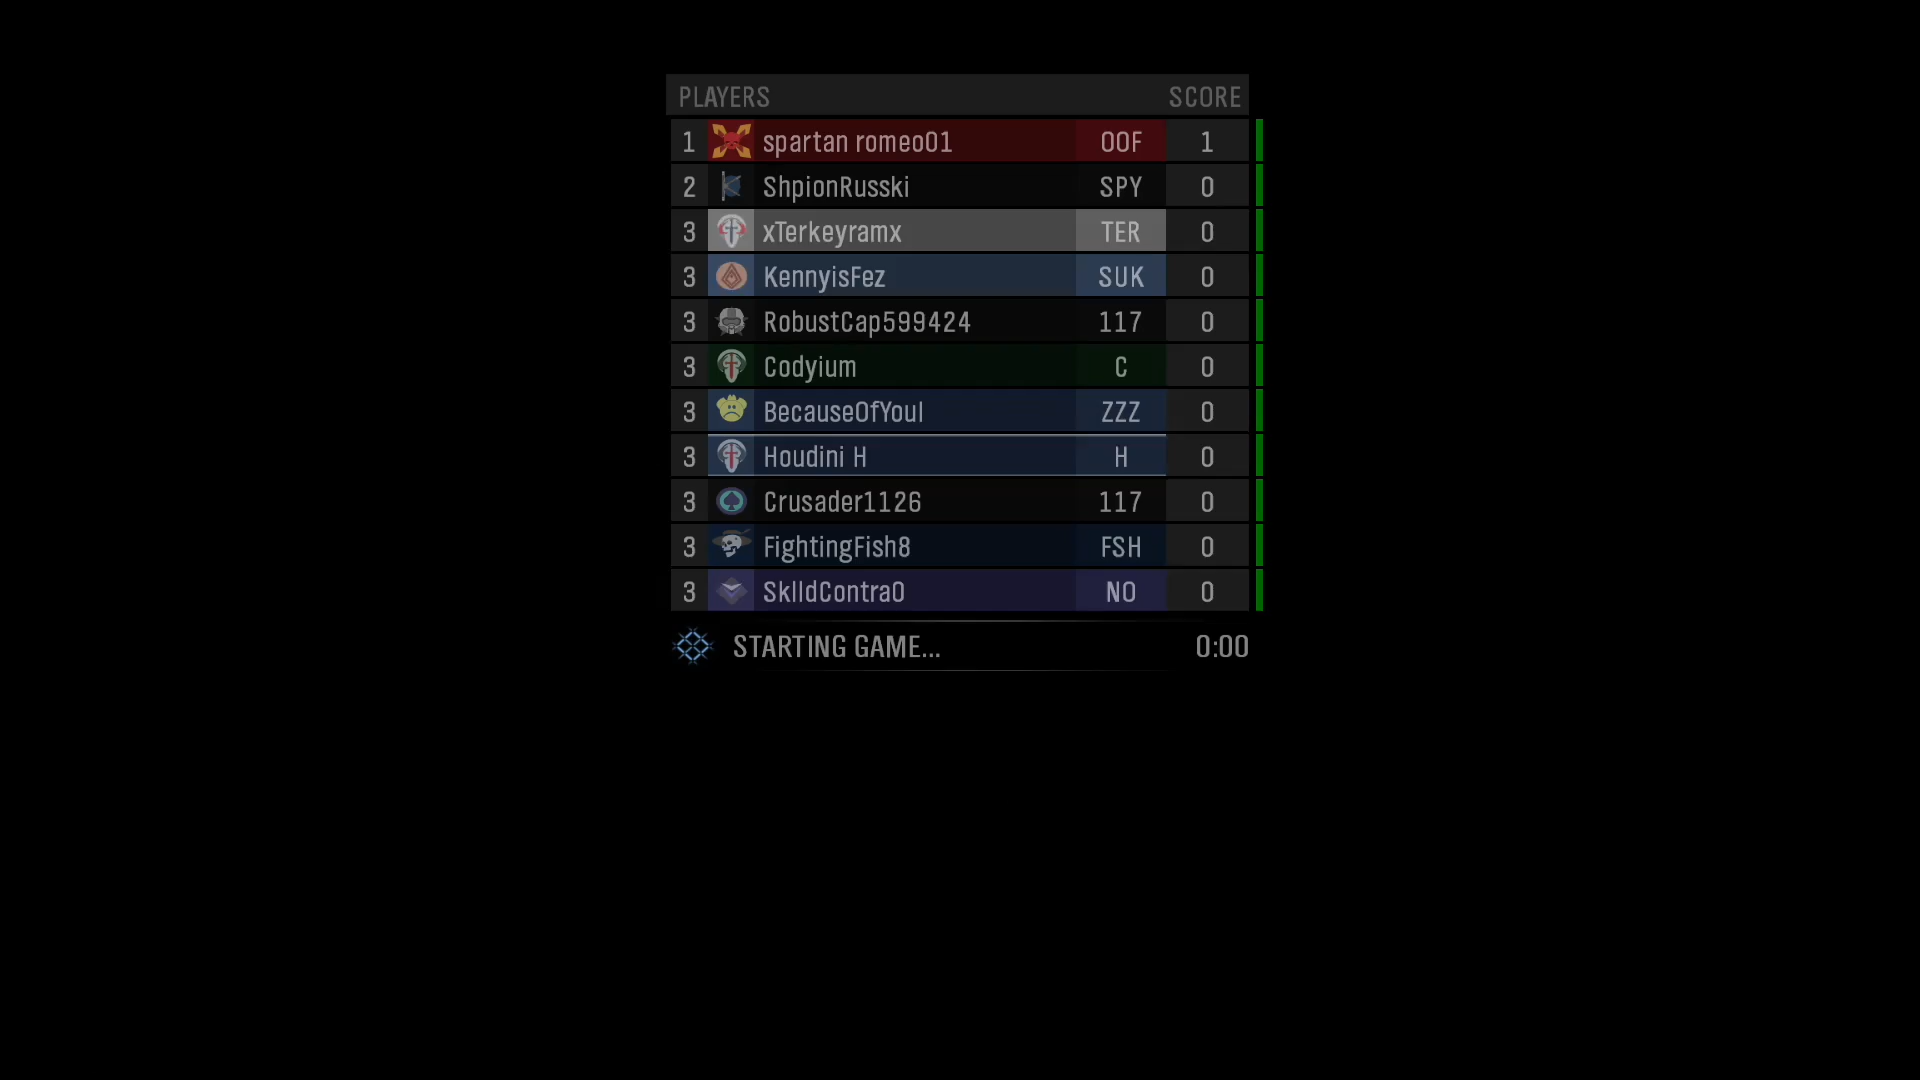 PLAYERS SCORE
1 spartan romeo01 OOF 1
2 ShpionRusski SPY 0
3 xTerkeyramx TER 0
3 KennyisFez SUK 0
3 RobustCap599424 117 0
3 Codyium C 0
3 BecauseOfYouI ZZZ 0
3 Houdini H H 0
3 Crusader1126 117 0
3 FightingFish8 FSH 0
3 SkIIdContra0 NO 0
STARTING GAME... 0:00